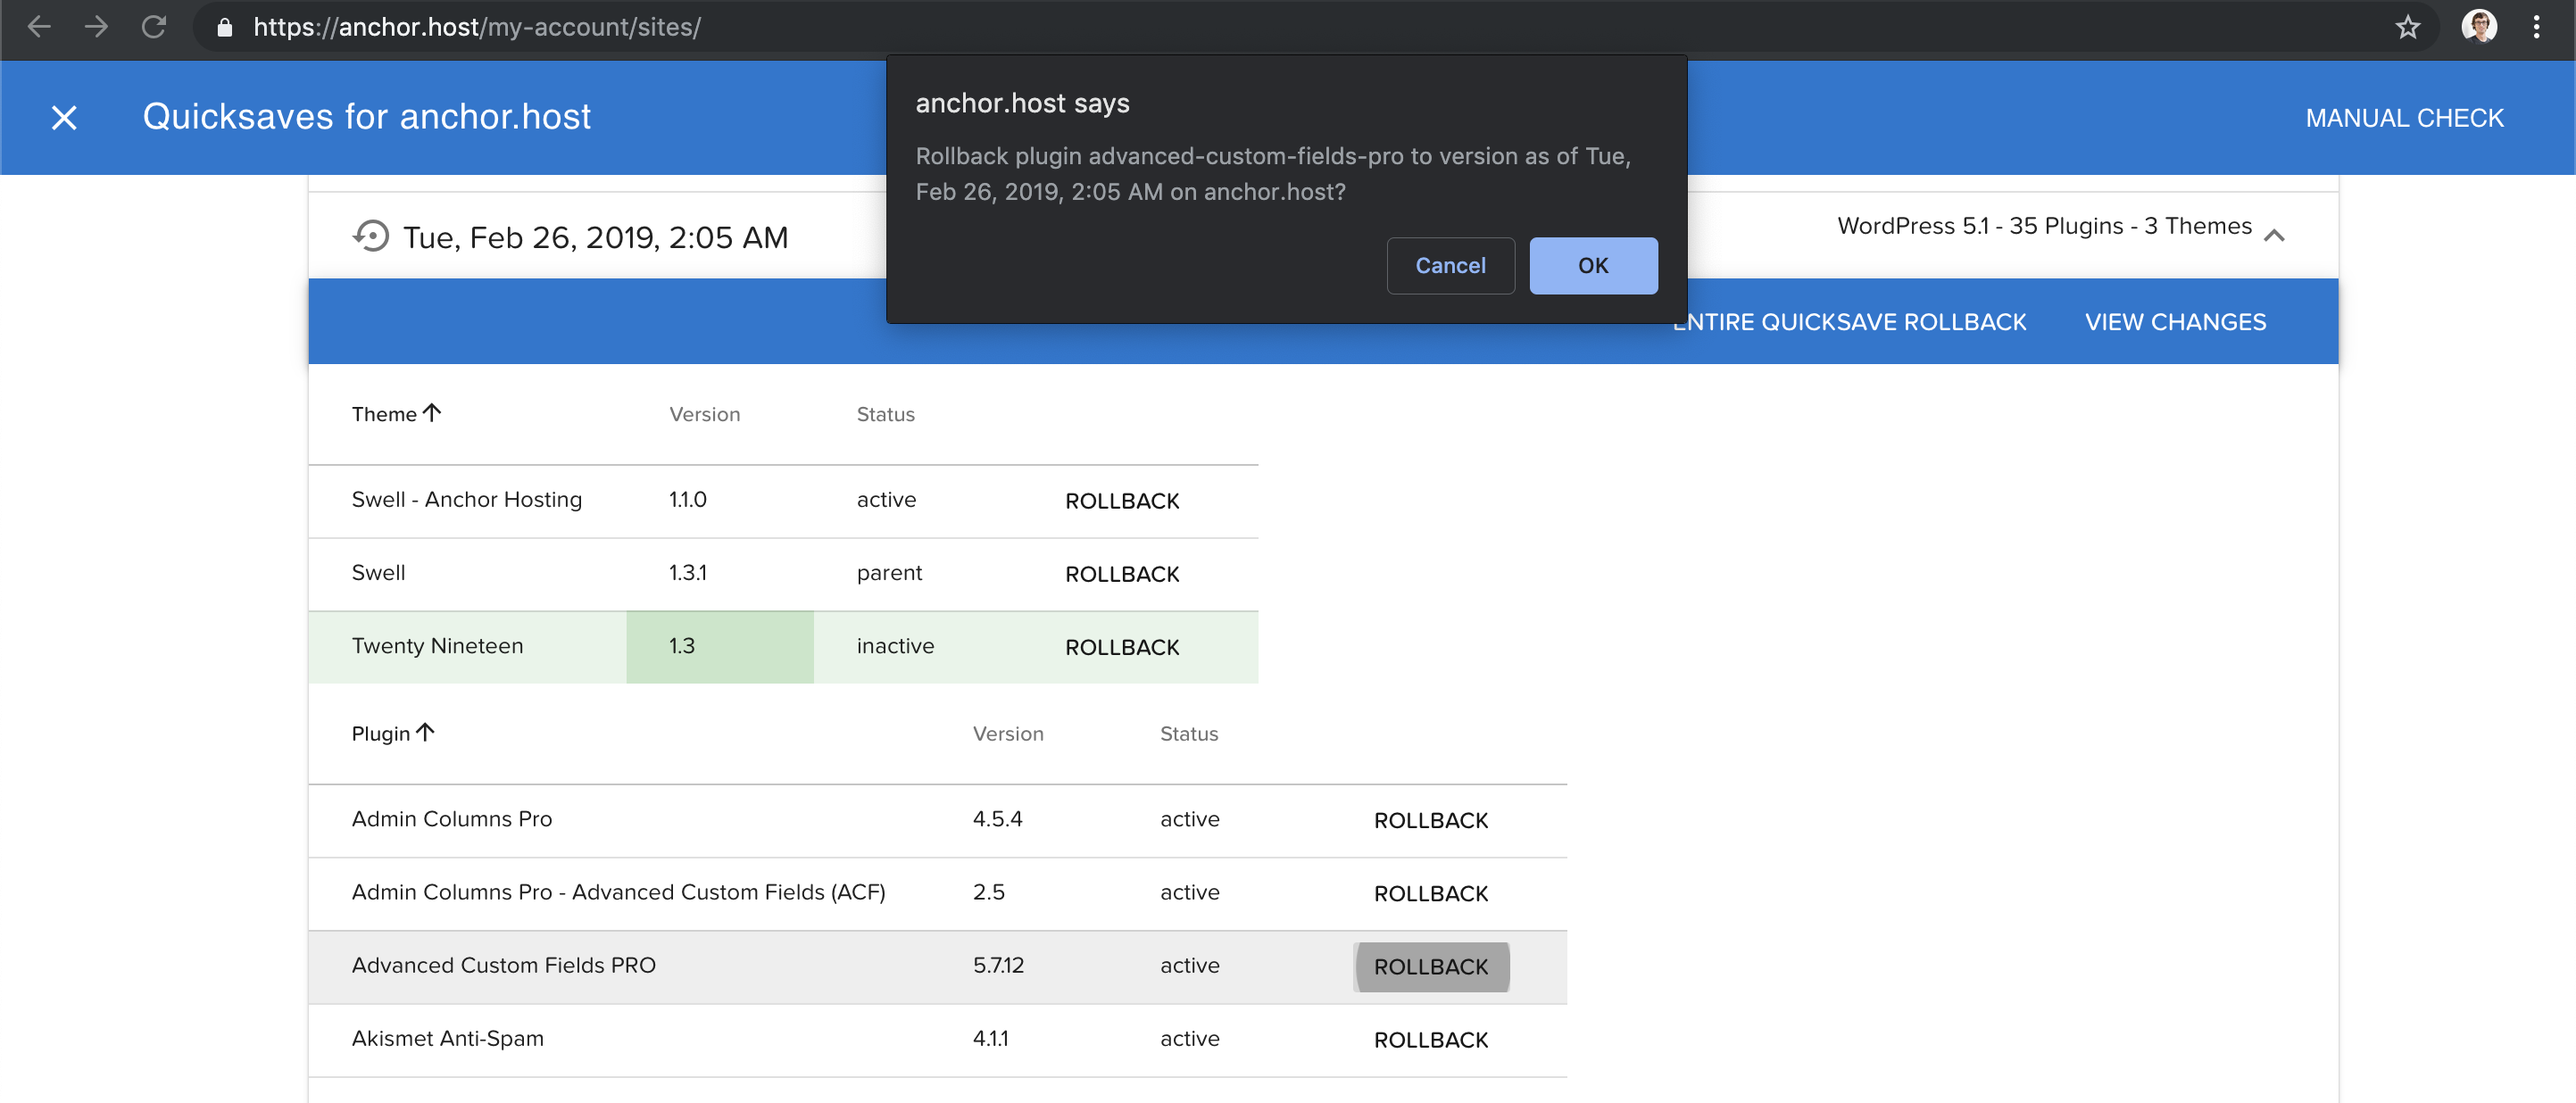 https://anchor.host/my-account/sites/
Quicksaves for anchor.host
MANUAL CHECK
anchor.host says
Rollback plugin advanced-custom-fields-pro to version as of Tue,
Feb 26, 2019, 2:05 AM on anchor.host?
Cancel
OK
Tue, Feb 26, 2019, 2:05 AM
WordPress 5.1 - 35 Plugins - 3 Themes
ENTIRE QUICKSAVE ROLLBACK
VIEW CHANGES
Theme Version Status
Swell - Anchor Hosting 1.1.0 active ROLLBACK
Swell 1.3.1 parent ROLLBACK
Twenty Nineteen 1.3 inactive ROLLBACK
Plugin Version Status
Admin Columns Pro 4.5.4 active ROLLBACK
Admin Columns Pro - Advanced Custom Fields (ACF) 2.5 active ROLLBACK
Advanced Custom Fields PRO 5.7.12 active ROLLBACK
Akismet Anti-Spam 4.1.1 active ROLLBACK